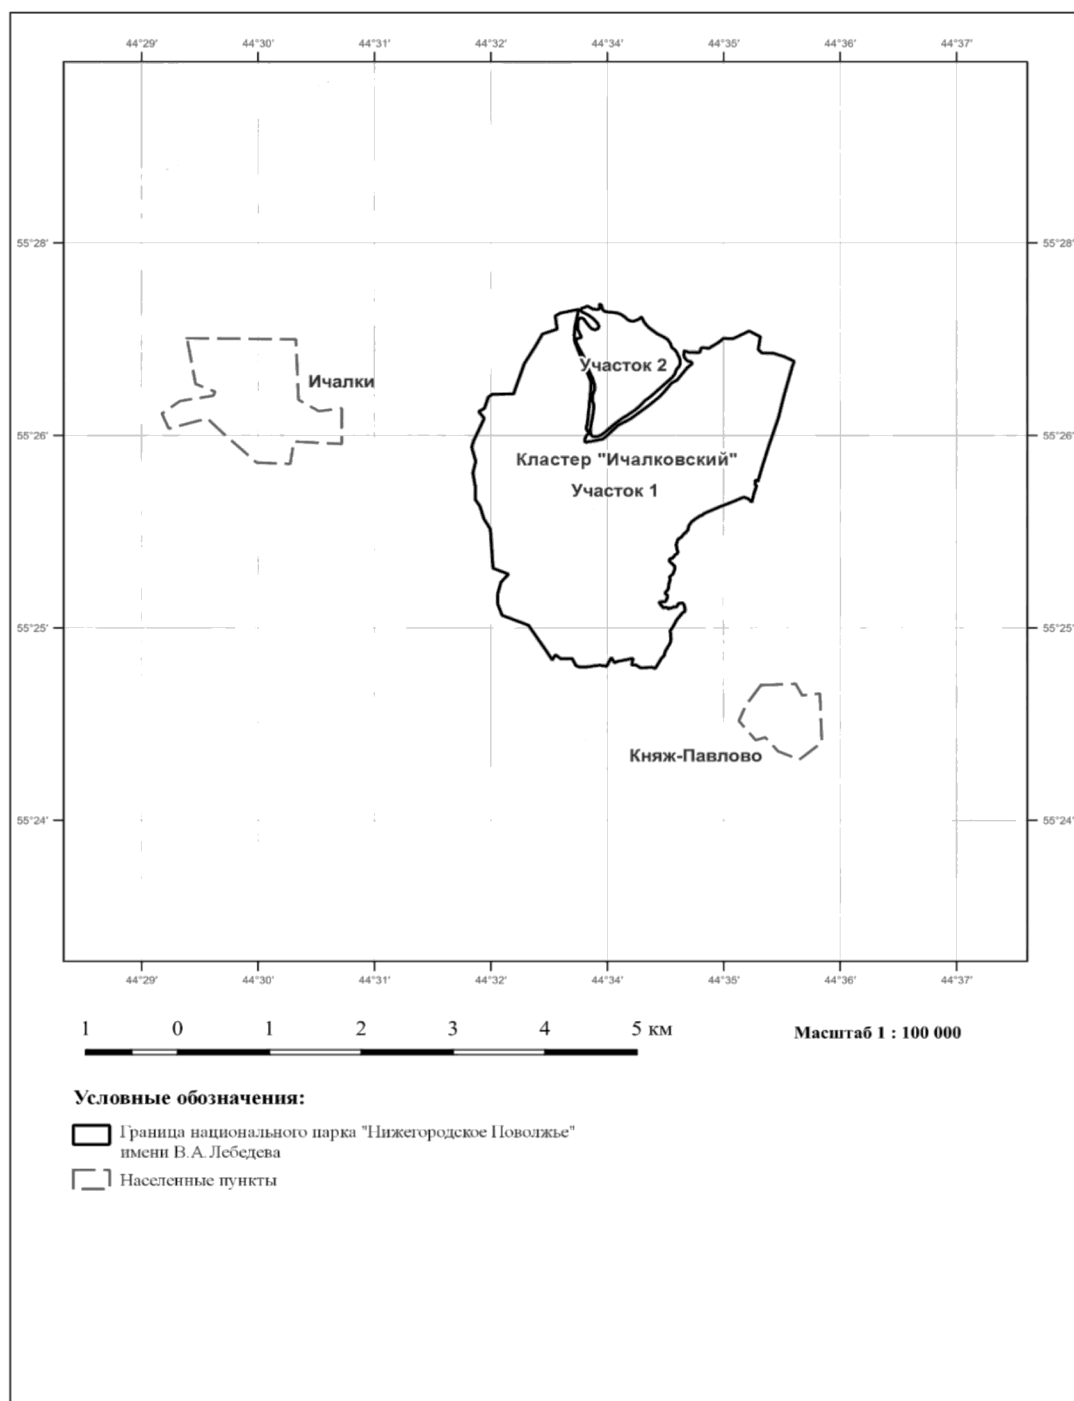 44°29' 44°30' 44°31' 44°32' 44°34' 44°35' 44°36' 44°37'
55°28' 55°28'
Участок 2
Ичалки
55°26' 55°26'
Кластер "Ичалковский"
Участок 1
55°25' 55°25'
Княж-Павлово
55°24' 55°24'
44°29' 44°30' 44°31' 44°32' 44°34' 44°35' 44°36' 44°37'
1 0 1 2 3 4 5 км
Масштаб 1 : 100 000
Условные обозначения:
Граница национального парка "Нижегородское Поволжье"
имени В.А. Лебедева
Населенные пункты